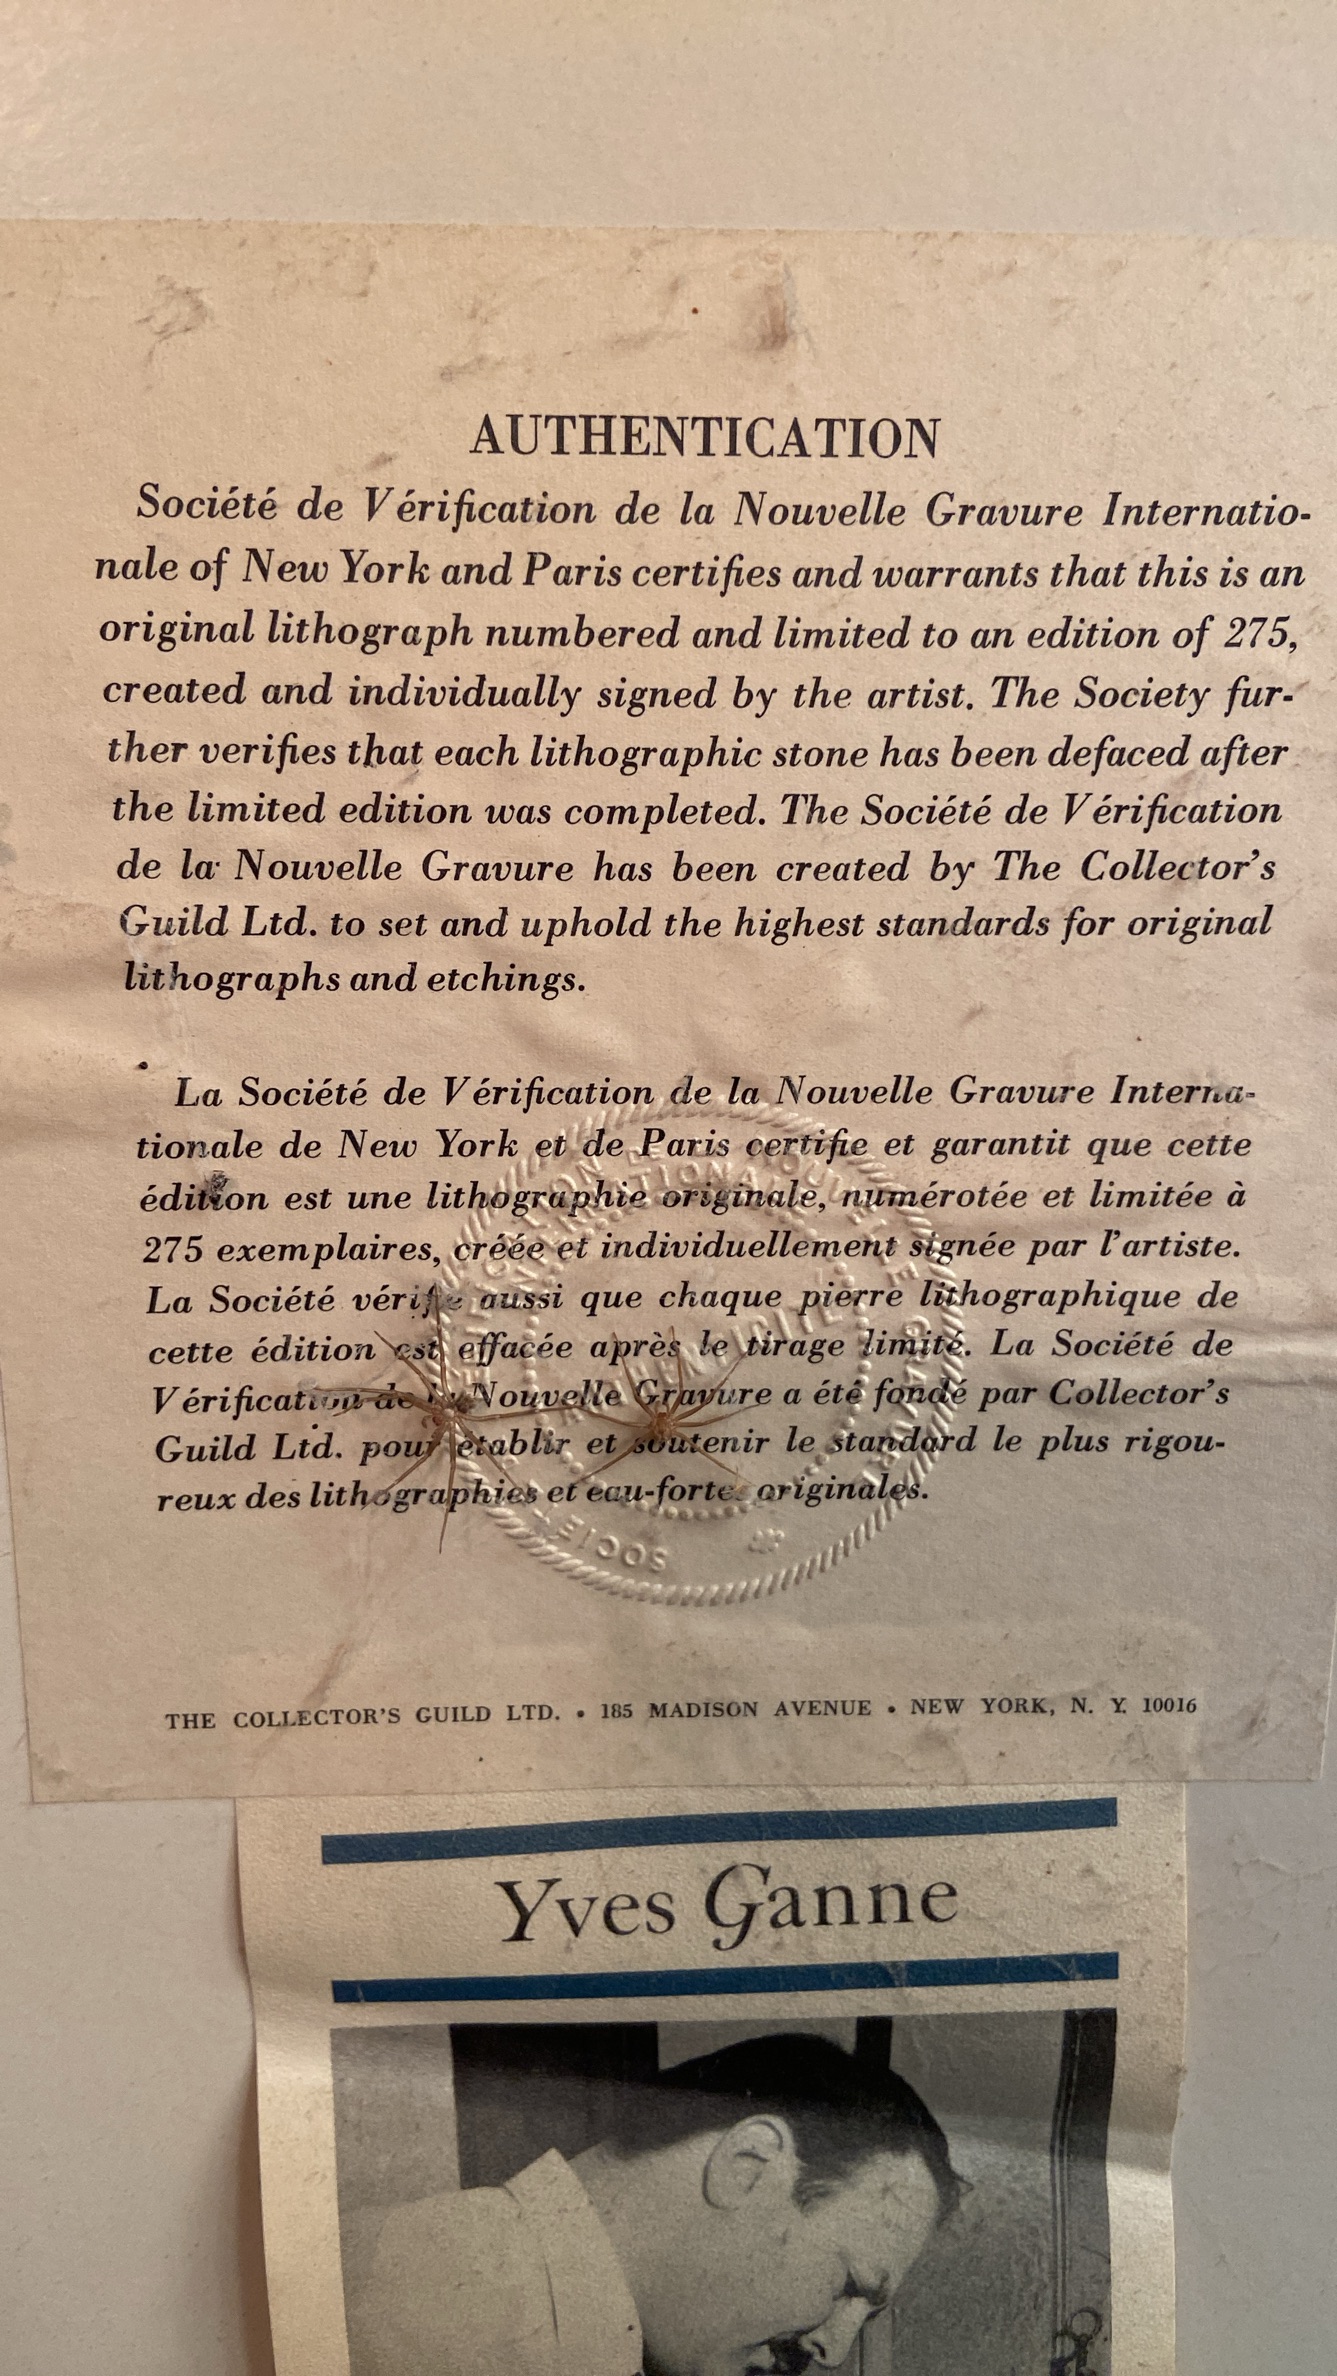 AUTHENTICATION
Société de Vérification de la Nouvelle Gravure Internatio-
nale of New York and Paris certifies and warrants that this is an
original lithograph numbered and limited to an edition of 275,
created and individually signed by the artist. The Society fur-
ther verifies that each lithographic stone has been defaced after
the limited edition was completed. The Société de Vérification
de la Nouvelle Gravure has been created by The Collector's
Guild Ltd. to set and uphold the highest standards for original
lithographs and etchings.
La Société de Vérification de la Nouvelle Gravure Interna-
tionale de New York et de Paris certifie et garantit que cette
édition est une lithographie originale, numérotée et limitée à
275 exemplaires, créée et individuellement signée par l'artiste.
La Société vérifie aussi que chaque pierre lithographique de
cette édition est effacée après le tirage limité. La Société de
Vérification de la Nouvelle Gravure a été fondé par Collector's
Guild Ltd. pour établir et soutenir le standard le plus rigou-
reux des lithographies et eau-fortes originales.
SOCIETE
THE COLLECTOR'S GUILD LTD. • 185 MADISON AVENUE • NEW YORK, N. Y. 10016
Yves Ganne